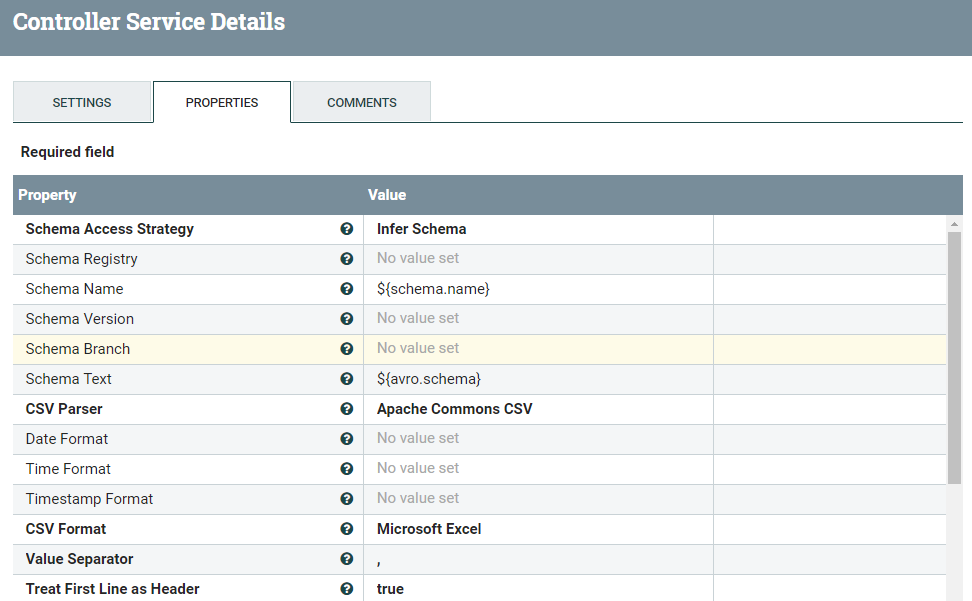 Controller Service Details
SETTINGS PROPERTIES COMMENTS
Required field
Property Value
Schema Access Strategy Infer Schema
Schema Registry No value set
Schema Name ${schema.name}
Schema Version No value set
Schema Branch No value set
Schema Text ${avro.schema}
CSV Parser Apache Commons CSV
Date Format No value set
Time Format No value set
Timestamp Format No value set
CSV Format Microsoft Excel
Value Separator ,
Treat First Line as Header true